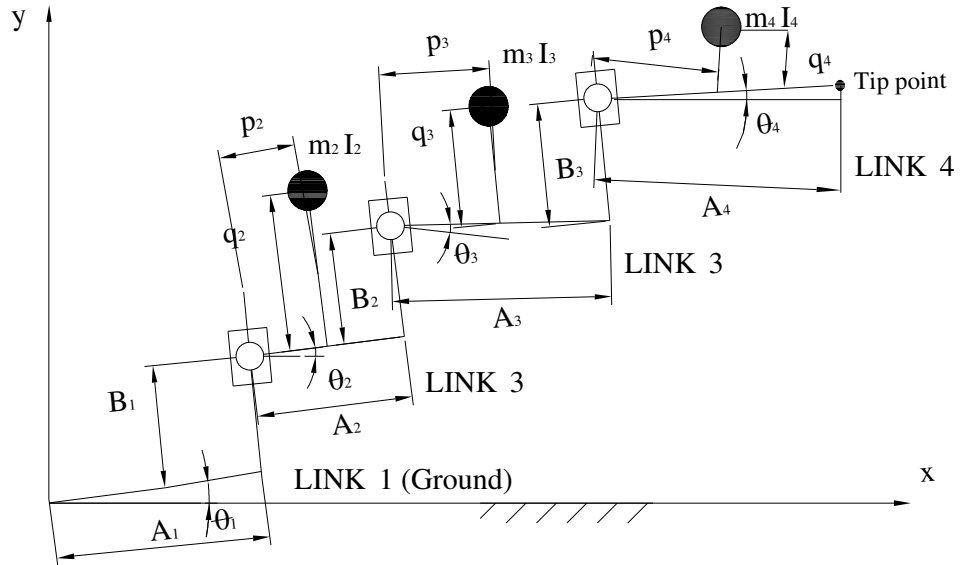 y
p₃
m₄ I₄
p₄
m₃ I₃
q₄
Tip point
p₂
m₂ I₂
q₃
B₃
θ₄
LINK 4
q₂
A₄
θ₃
B₂
LINK 3
A₃
B₁
θ₂
LINK 3
A₂
LINK 1 (Ground)
x
A₁
θ₁